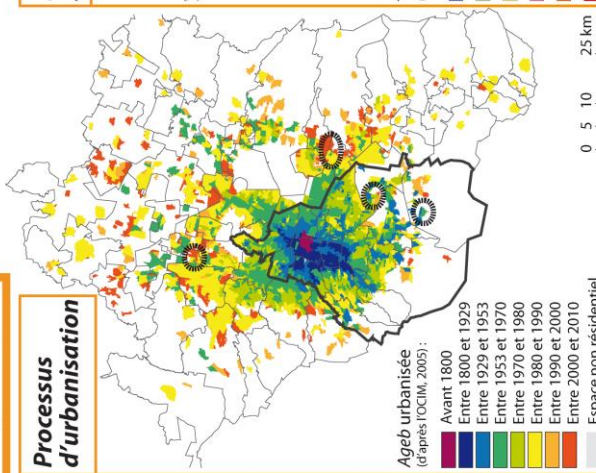 Processus
d'urbanisation
Ageb urbanisée
(d'après l'OCIM, 2005) :
Avant 1800
Entre 1800 et 1929
Entre 1929 et 1953
Entre 1953 et 1970
Entre 1970 et 1980
Entre 1980 et 1990
Entre 1990 et 2000
Entre 2000 et 2010
Espace non résidentiel
0 5 10 25 km